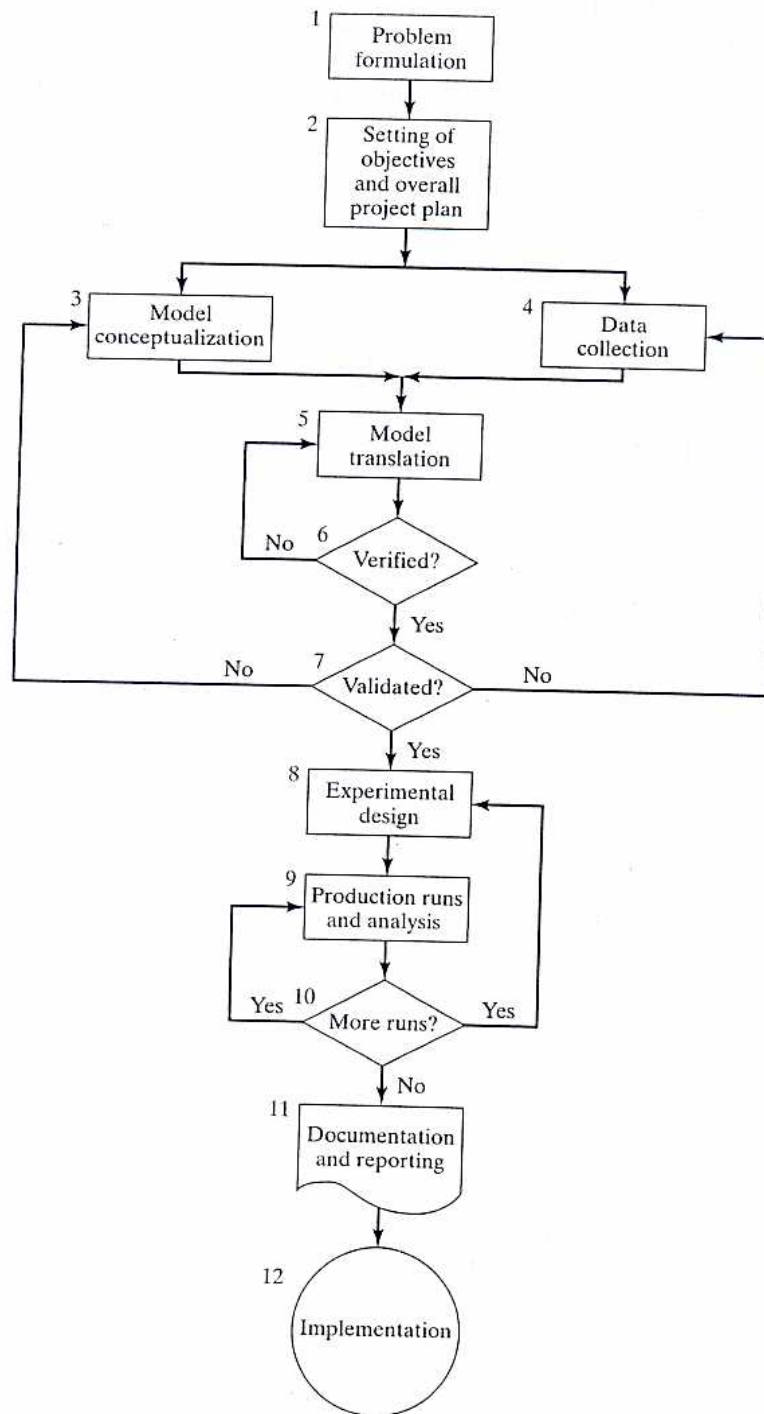 1
Problem
formulation
2
Setting of
objectives
and overall
project plan
3
Model
conceptualization
4
Data
collection
5
Model
translation
6
No
Verified?
Yes
7
No
Validated?
No
Yes
8
Experimental
design
9
Production runs
and analysis
10
Yes
More runs?
Yes
No
11
Documentation
and reporting
12
Implementation